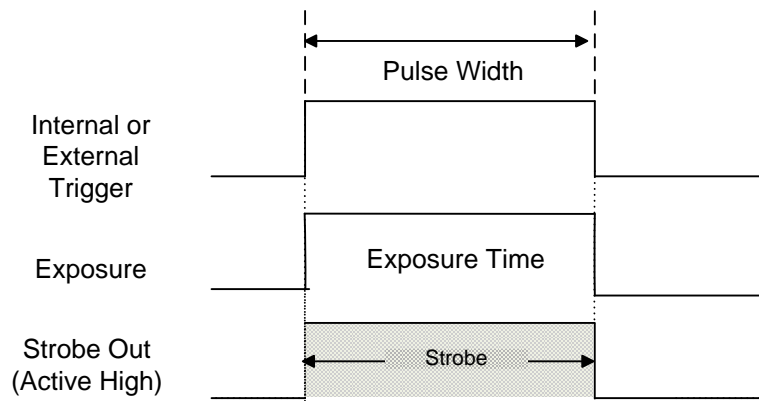 Pulse Width
Internal or
External
Trigger
Exposure
Exposure Time
Strobe Out
(Active High)
Strobe